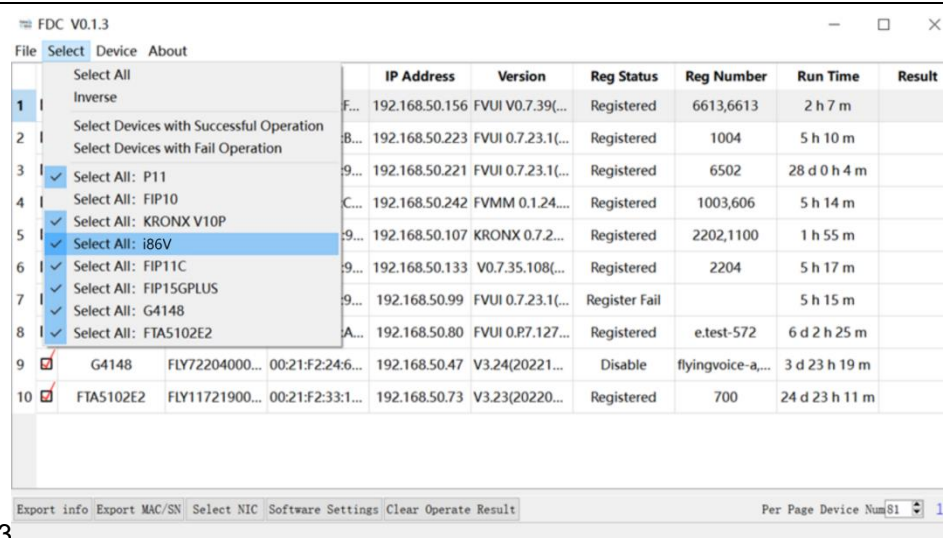 FDC V0.1.3
File Select Device About
Select All
Inverse
Select Devices with Successful Operation
Select Devices with Fail Operation
Select All: P11
Select All: FIP10
Select All: KRONX V10P
Select All: i86V
Select All: FIP11C
Select All: FIP15GPLUS
Select All: G4148
Select All: FTA5102E2
IP Address Version Reg Status Reg Number Run Time Result
1 F... 192.168.50.156 FVUI V0.7.39(... Registered 6613,6613 2 h 7 m
2 :B... 192.168.50.223 FVUI 0.7.23.1(... Registered 1004 5 h 10 m
3 :9... 192.168.50.221 FVUI 0.7.23.1(... Registered 6502 28 d 0 h 4 m
4 C... 192.168.50.242 FVMM 0.1.24.... Registered 1003,606 5 h 14 m
5 :9... 192.168.50.107 KRONX 0.7.2... Registered 2202,1100 1 h 55 m
6 :9... 192.168.50.133 V0.7.35.108(... Registered 2204 5 h 17 m
7 :9... 192.168.50.99 FVUI 0.7.23.1(... Register Fail 5 h 15 m
8 :A... 192.168.50.80 FVUI 0.P7.127... Registered e.test-572 6 d 2 h 25 m
9 G4148 FLY72204000... 00:21:F2:24:6... 192.168.50.47 V3.24(20221... Disable flyingvoice-a,... 3 d 23 h 19 m
10 FTA5102E2 FLY11721900... 00:21:F2:33:1... 192.168.50.73 V3.23(20220... Registered 700 24 d 23 h 11 m
Export info Export MAC/SN Select NIC Software Settings Clear Operate Result Per Page Device Num 81 1
3